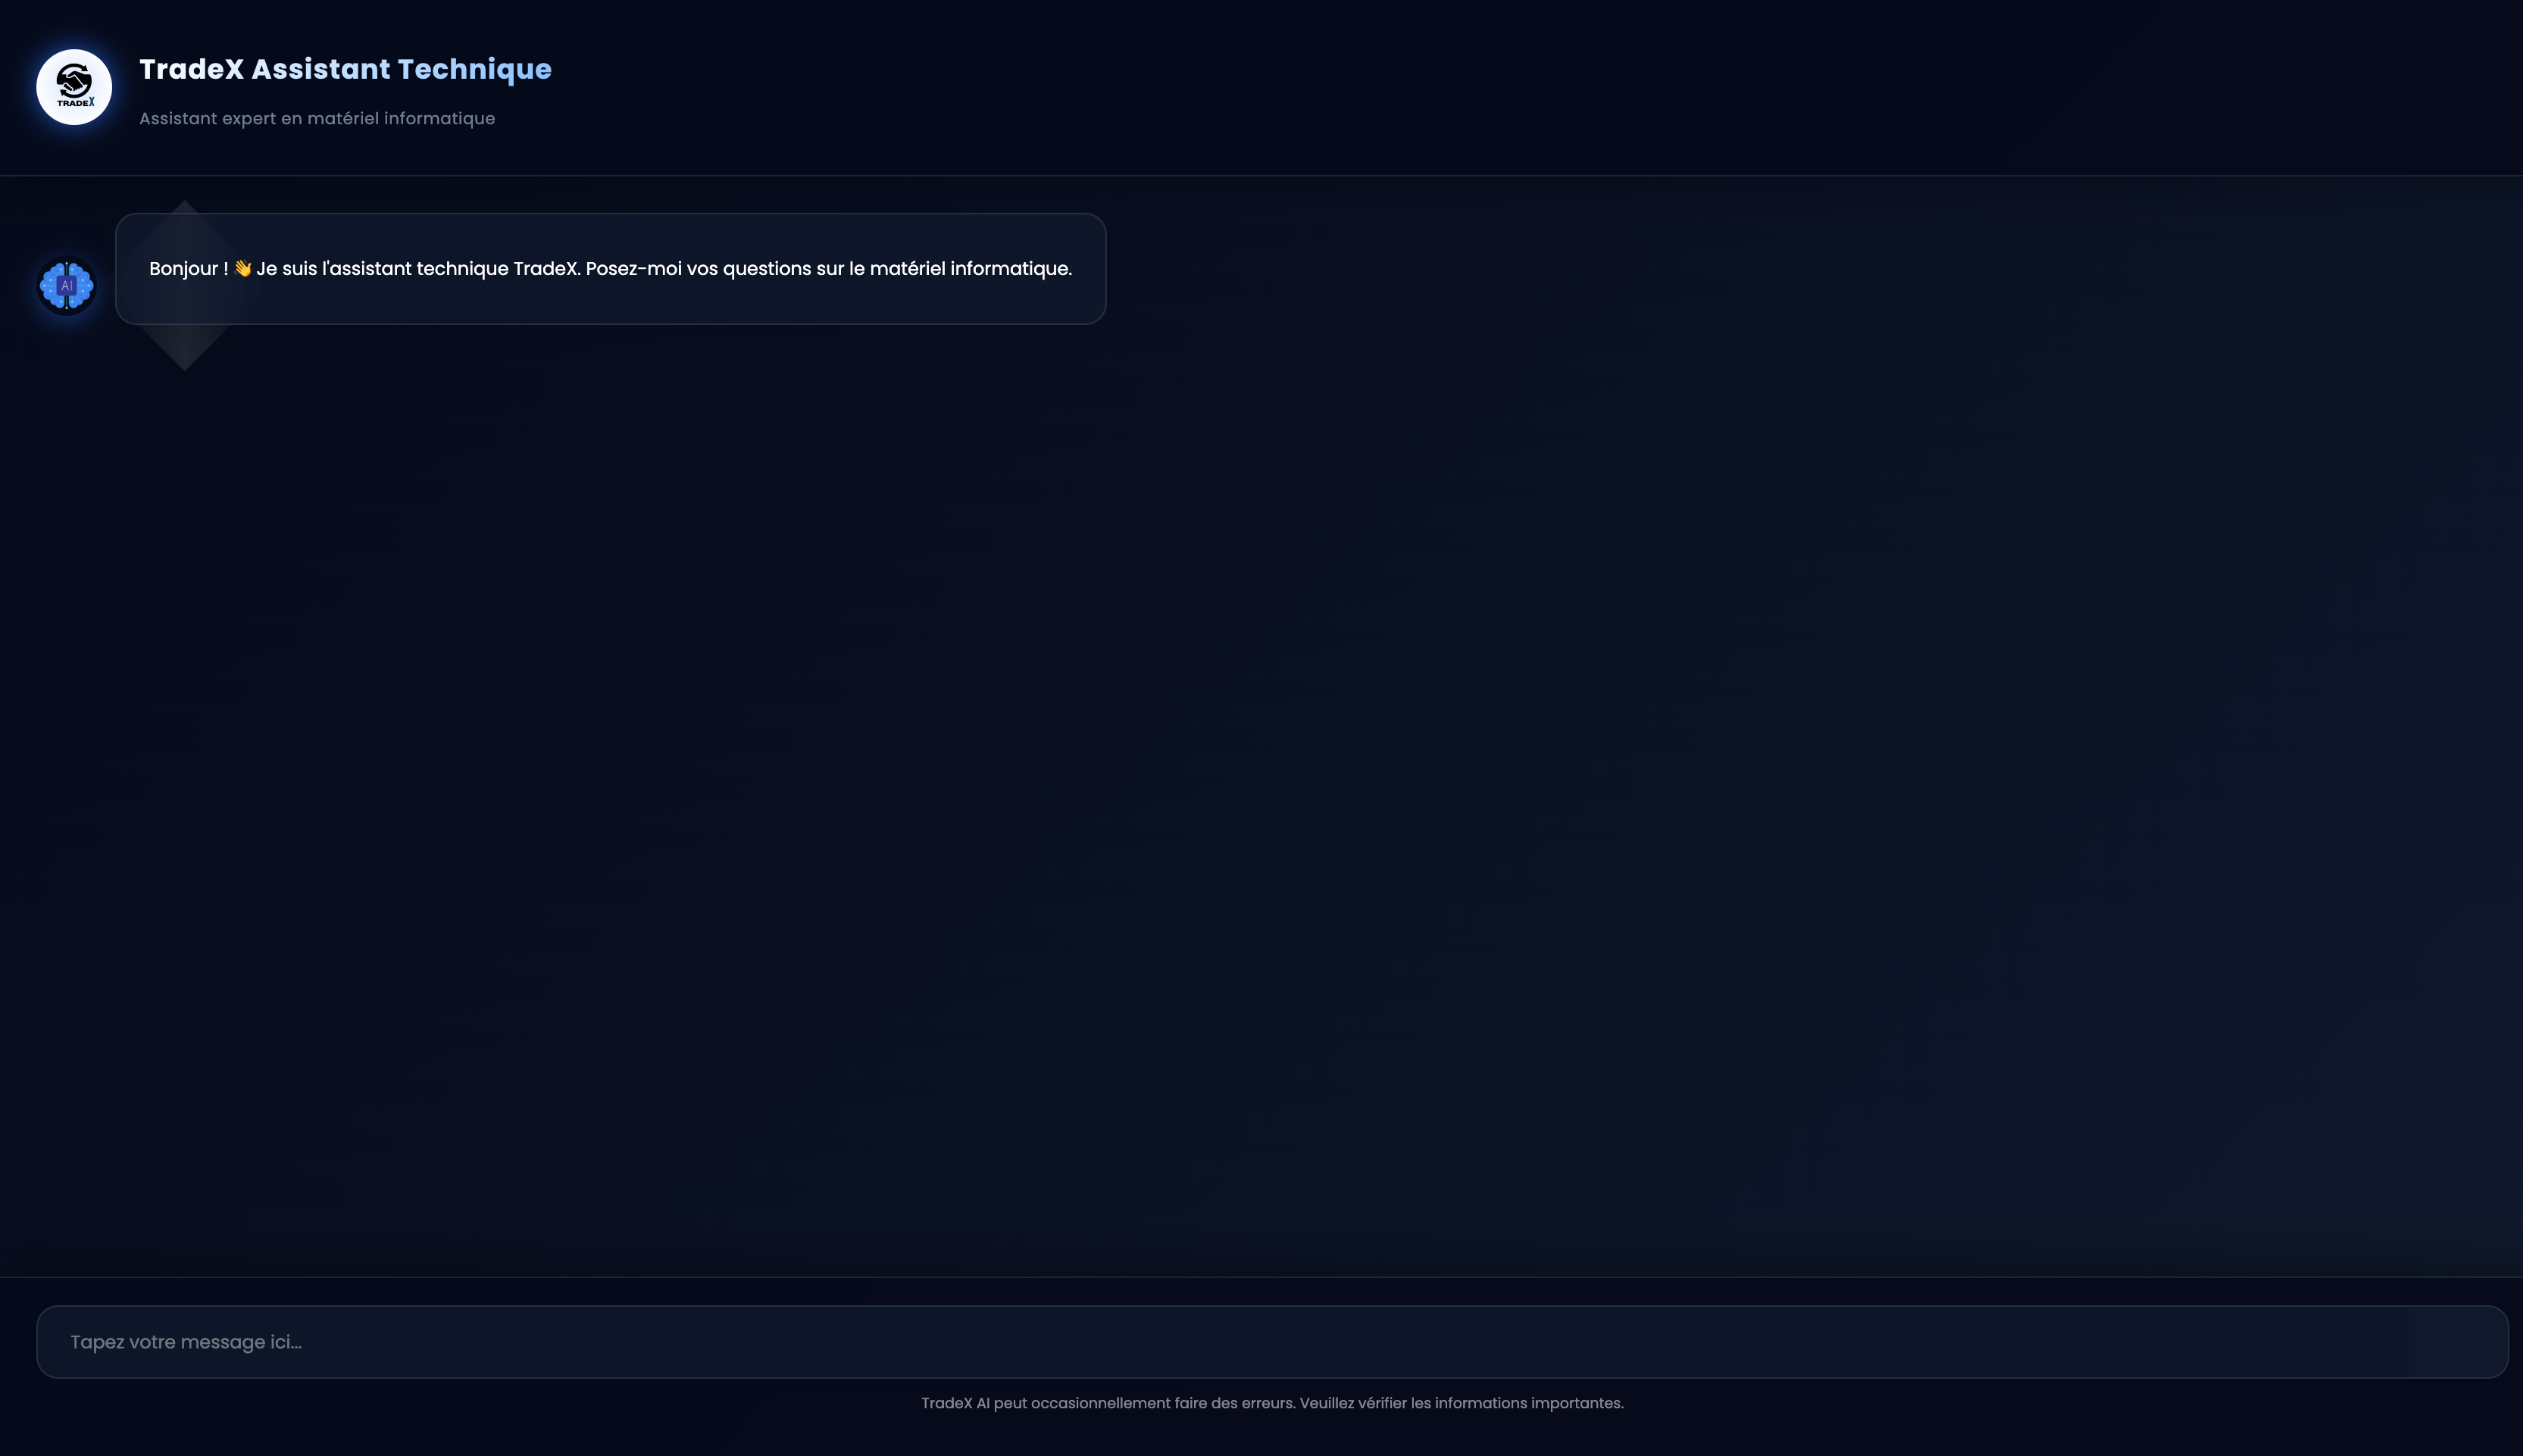 TRADEX
TradeX Assistant Technique
Assistant expert en matériel informatique
AI
Bonjour ! 👋 Je suis l'assistant technique TradeX. Posez-moi vos questions sur le matériel informatique.
Tapez votre message ici...
TradeX AI peut occasionnellement faire des erreurs. Veuillez vérifier les informations importantes.